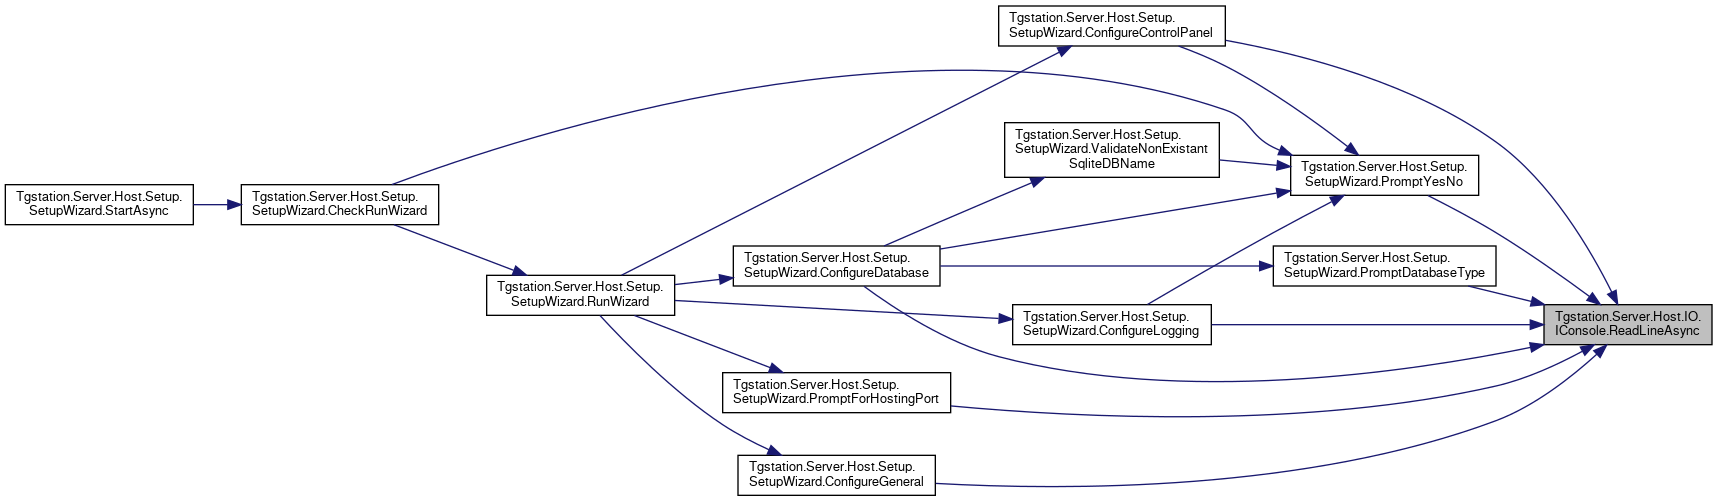 Tgstation.Server.Host.Setup.
SetupWizard.ConfigureControlPanel
Tgstation.Server.Host.Setup.
SetupWizard.ValidateNonExistant
SqliteDBName
Tgstation.Server.Host.Setup.
SetupWizard.PromptYesNo
Tgstation.Server.Host.Setup.
SetupWizard.StartAsync
Tgstation.Server.Host.Setup.
SetupWizard.CheckRunWizard
Tgstation.Server.Host.Setup.
SetupWizard.ConfigureDatabase
Tgstation.Server.Host.Setup.
SetupWizard.PromptDatabaseType
Tgstation.Server.Host.Setup.
SetupWizard.RunWizard
Tgstation.Server.Host.Setup.
SetupWizard.ConfigureLogging
Tgstation.Server.Host.IO.
IConsole.ReadLineAsync
Tgstation.Server.Host.Setup.
SetupWizard.PromptForHostingPort
Tgstation.Server.Host.Setup.
SetupWizard.ConfigureGeneral